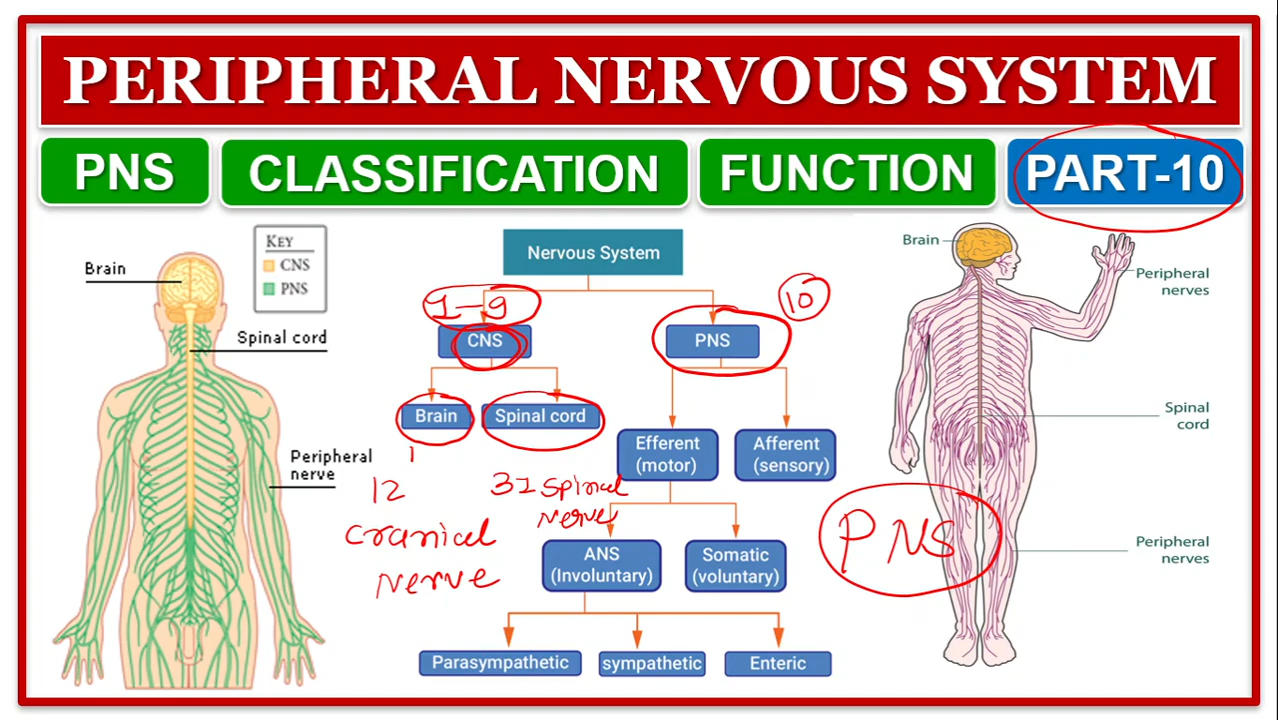 PERIPHERAL NERVOUS SYSTEM
PNS
CLASSIFICATION
FUNCTION
PART-10
Brain
KEY
CNS
PNS
Spinal cord
Peripheral
nerve
Nervous System
1-9
10
CNS
PNS
Brain
Spinal cord
Efferent
(motor)
Afferent
(sensory)
12
cranial
nerve
31 spinal
nerve
ANS
(Involuntary)
Somatic
(voluntary)
Parasympathetic
sympathetic
Enteric
Brain
Peripheral
nerves
Spinal
cord
PNS
Peripheral
nerves